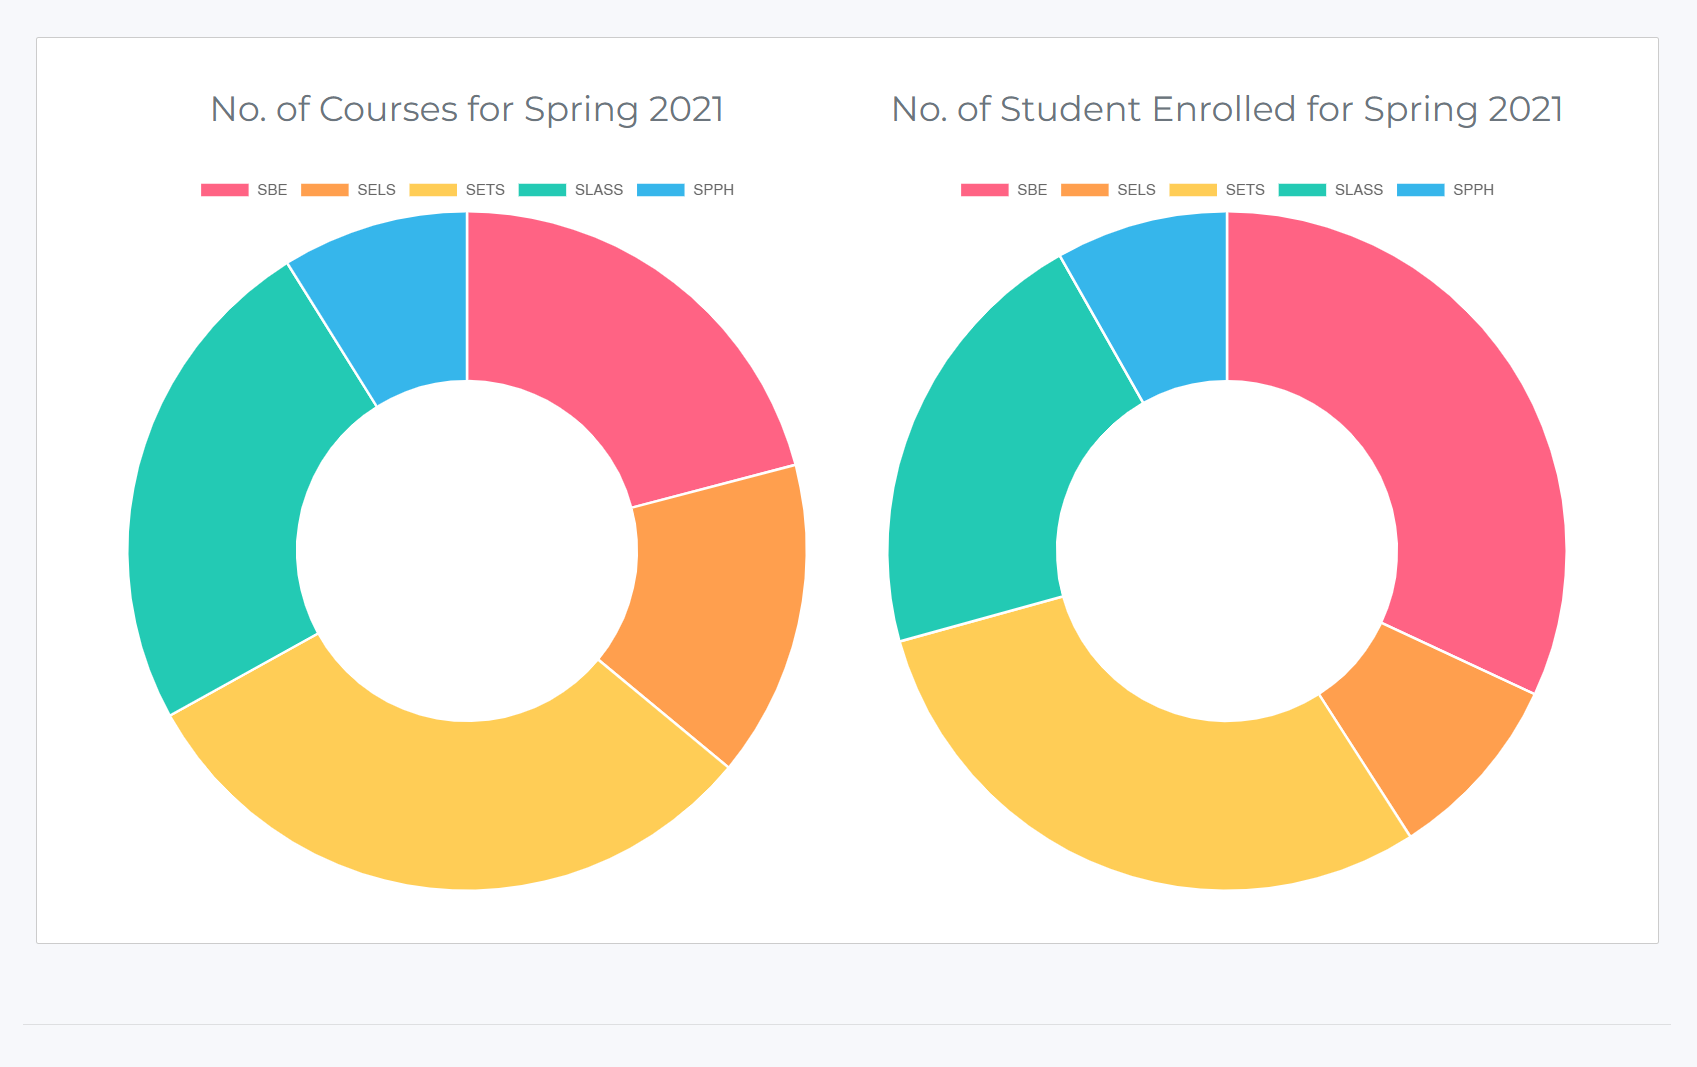 No. of Courses for Spring 2021
SBE SELS SETS SLASS SPPH
No. of Student Enrolled for Spring 2021
SBE SELS SETS SLASS SPPH